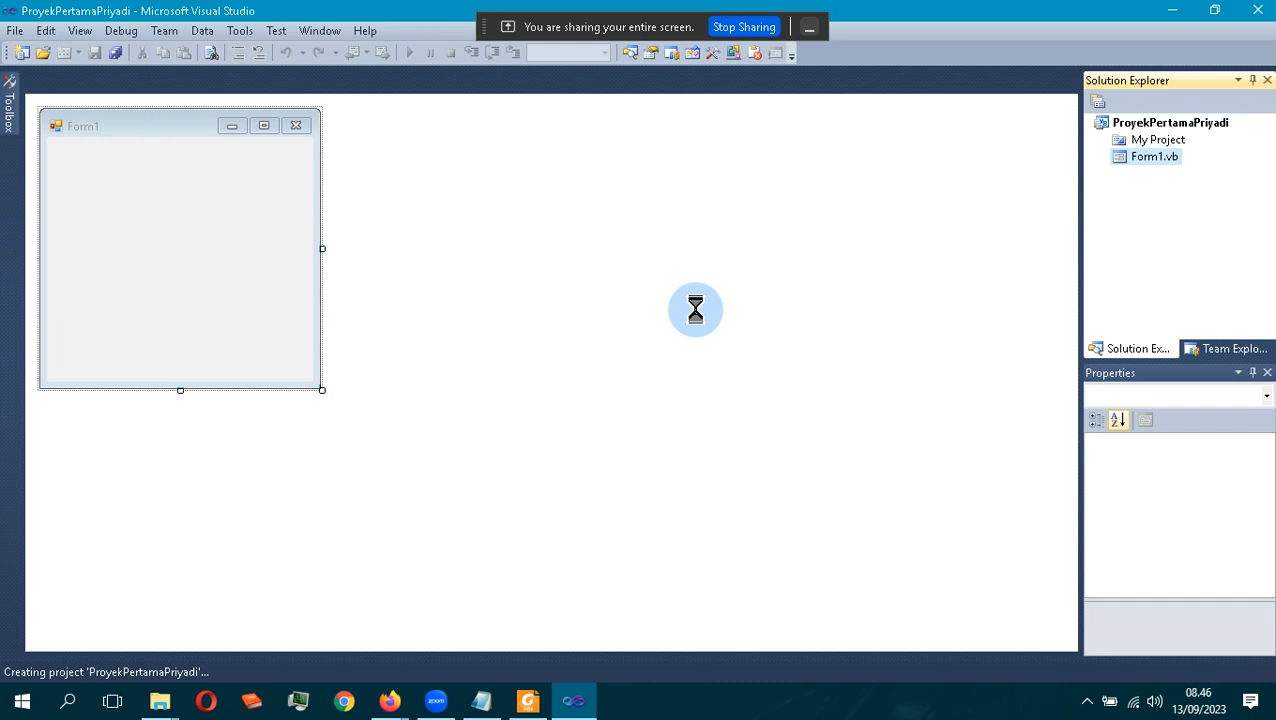 ProyekPertamaPriyadi - Microsoft Visual Studio
You are sharing your entire screen.
Stop Sharing
File Edit View Debug Team Data Tools Test Window Help
Toolbox
Form1
Solution Explorer
ProyekPertamaPriyadi
My Project
Form1.vb
Solution Ex...
Team Explo...
Properties
Creating project 'ProyekPertamaPriyadi'...
zoom
PDF
08.46
13/09/2023